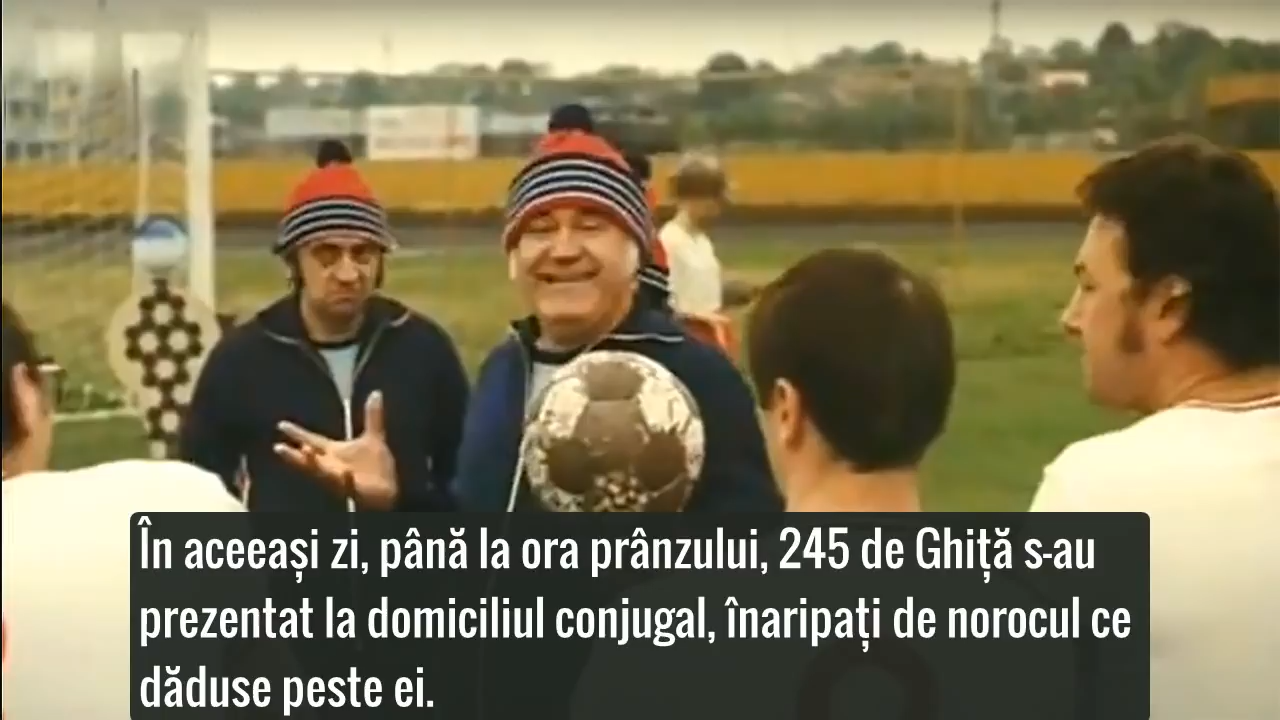 În aceeași zi, până la ora prânzului, 245 de Ghiță s-au
prezentat la domiciliul conjugal, înaripați de norocul ce
dăduse peste ei.